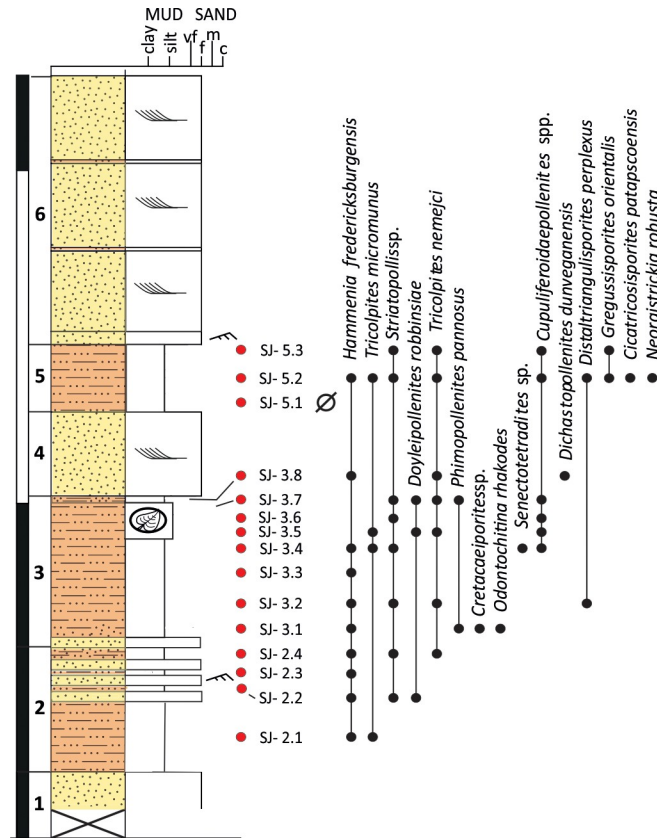 MUD SAND
clay
silt
vf
f
m
c
6
5
4
3
2
1
SJ- 5.3
SJ- 5.2
SJ- 5.1
SJ- 3.8
SJ- 3.7
SJ- 3.6
SJ- 3.5
SJ- 3.4
SJ- 3.3
SJ- 3.2
SJ- 3.1
SJ- 2.4
SJ- 2.3
SJ- 2.2
SJ- 2.1
Hammenia fredericksburgensis
Tricolpites micromunus
Striatopollissp.
Doyleipollenites robbinsiae
Tricolpites nemejci
Phimopollenites pannosus
Cretacaeiporitessp.
Odontochitina rhakodes
Senectotetradites sp.
Cupuliferoidaepollenites spp.
Dichastopollenites dunveganensis
Distaltriangulisporites perplexus
Gregussisporites orientalis
Cicatricosisporites patapscoensis
Neoraistrickia robusta